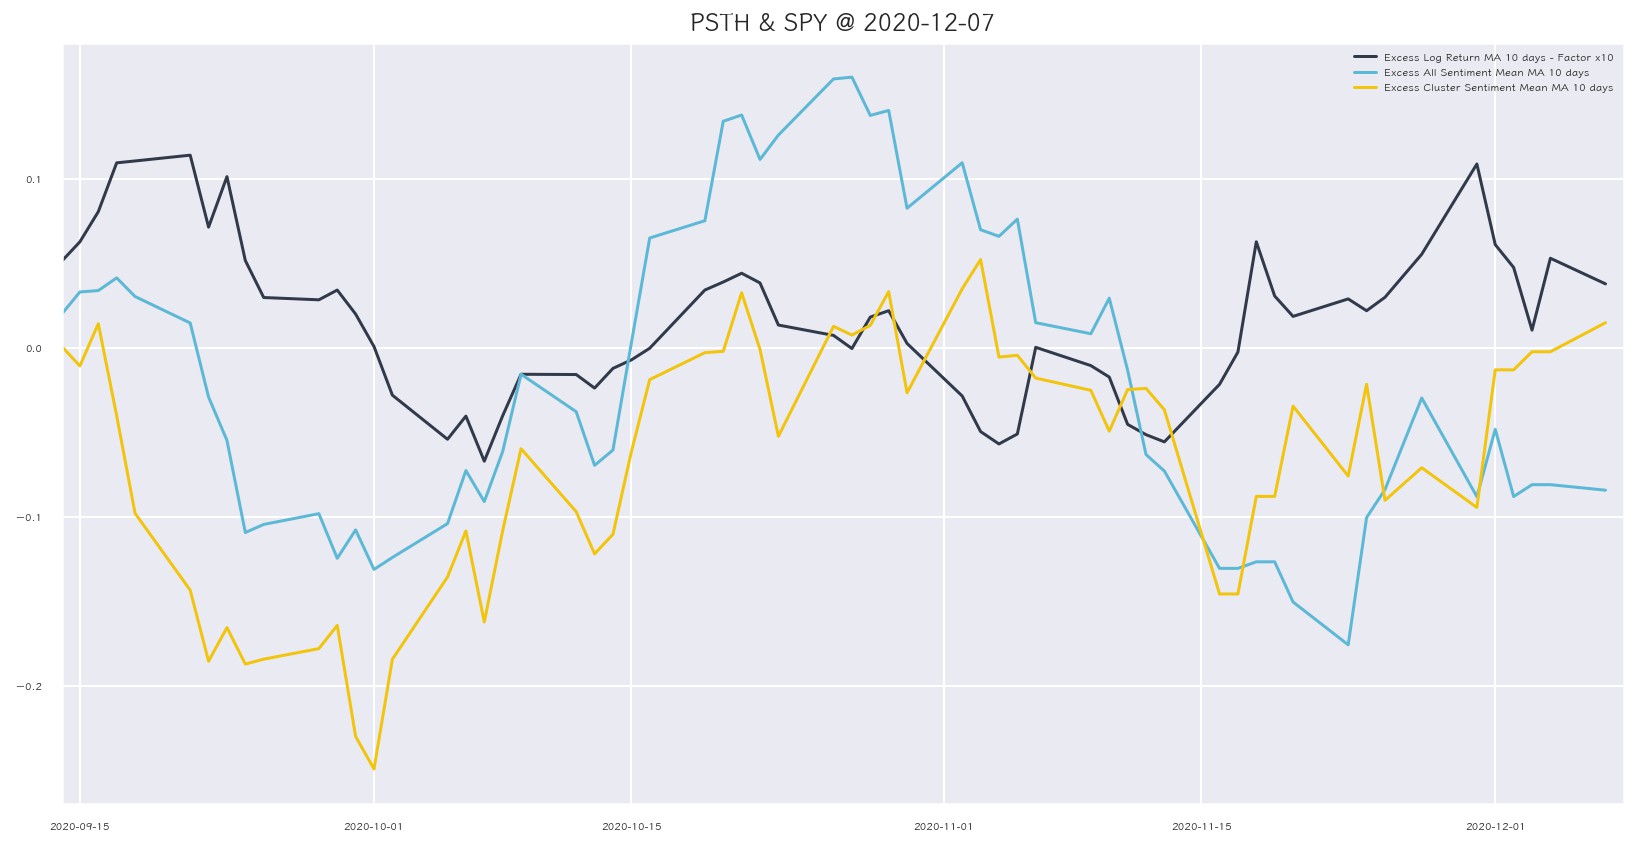 PSTH & SPY @ 2020-12-07
Excess Log Return MA 10 days - Factor x10
Excess All Sentiment Mean MA 10 days
Excess Cluster Sentiment Mean MA 10 days
0.1
0.0
−0.1
−0.2
2020-09-15 2020-10-01 2020-10-15 2020-11-01 2020-11-15 2020-12-01